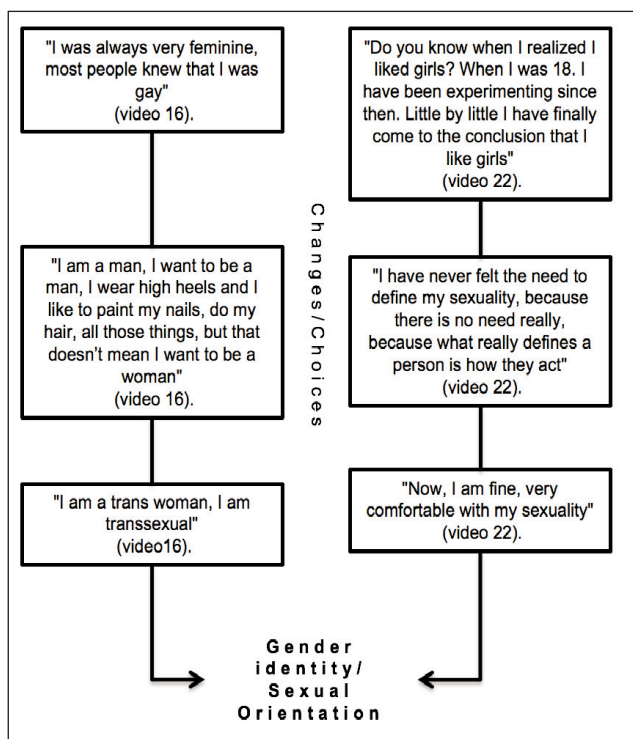 "I was always very feminine,
most people knew that I was
gay"
(video 16).
"I am a man, I want to be a
man, I wear high heels and I
like to paint my nails, do my
hair, all those things, but that
doesn't mean I want to be a
woman"
(video 16).
"I am a trans woman, I am
transsexual"
(video16).
Changes/Choices
"Do you know when I realized I
liked girls? When I was 18. I
have been experimenting since
then. Little by little I have finally
come to the conclusion that I
like girls"
(video 22).
"I have never felt the need to
define my sexuality, because
there is no need really,
because what really defines a
person is how they act"
(video 22).
"Now, I am fine, very
comfortable with my sexuality"
(video 22).
Gender
identity/
Sexual
Orientation